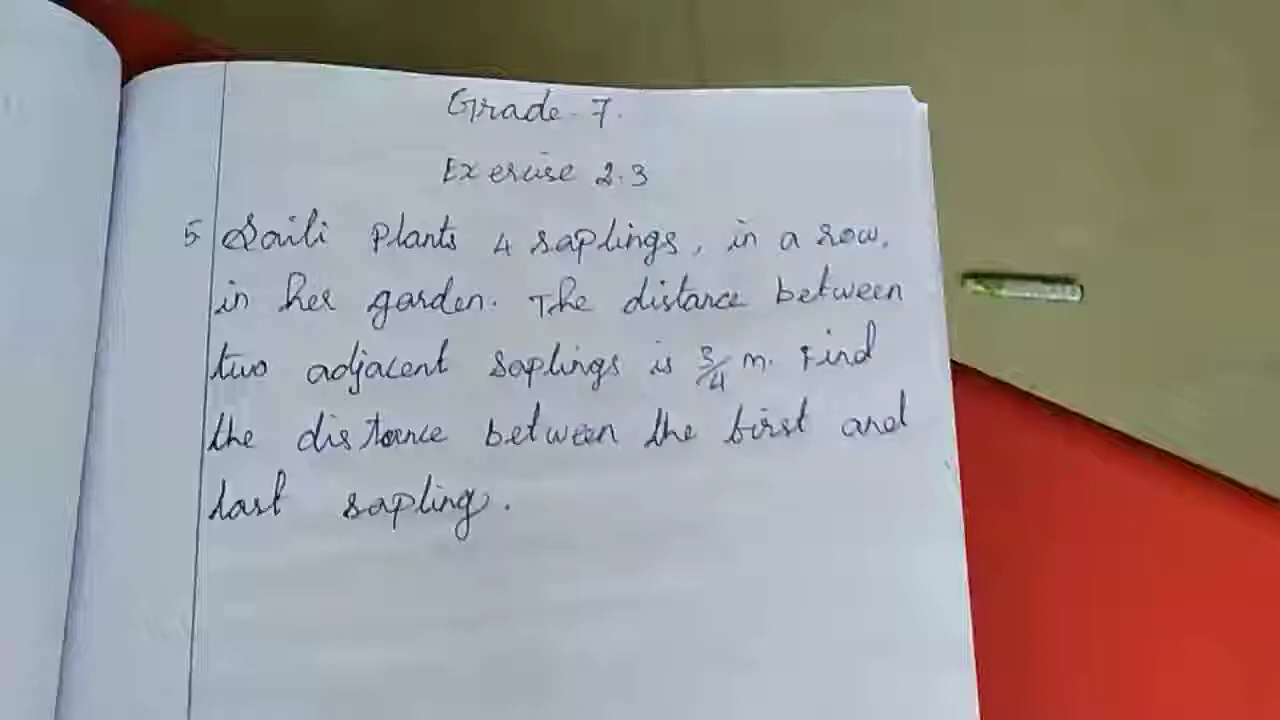 Grade - 7.
Exercise 2.3
5 Saili plants 4 saplings, in a row,
in her garden. The distance between
two adjacent saplings is 3/4 m. Find
the distance between the first and
last sapling.